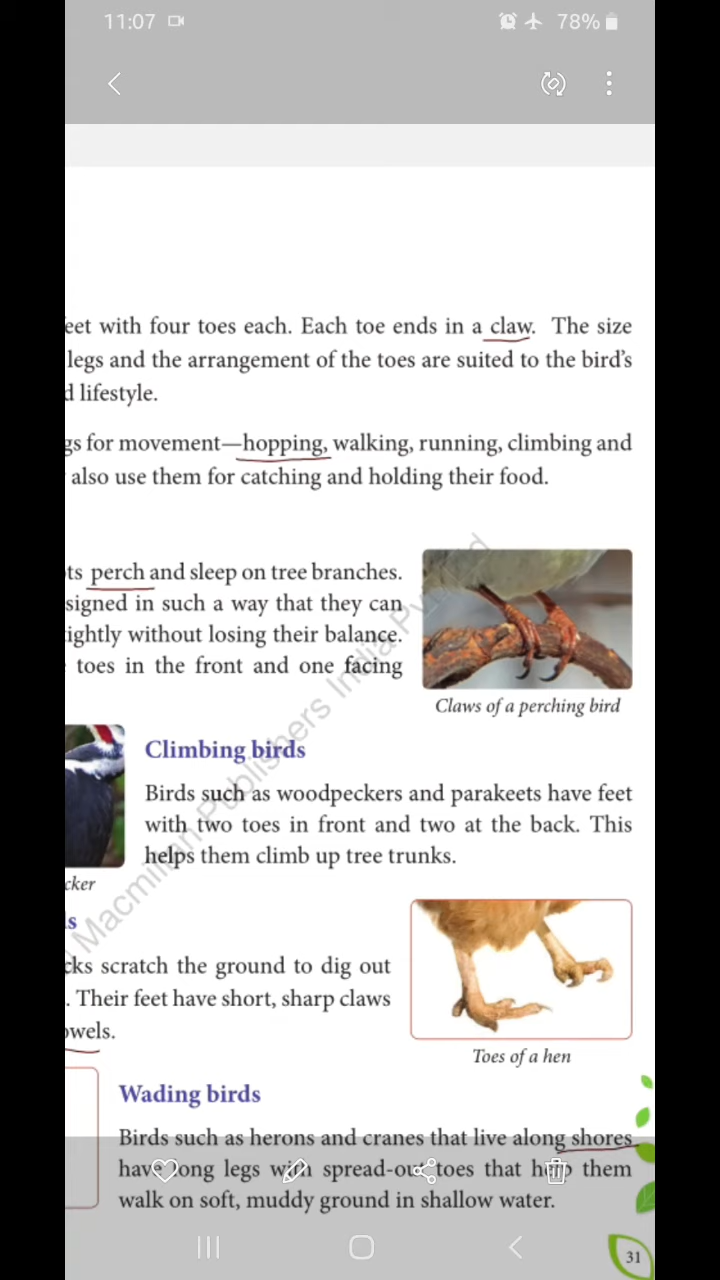 11:07
78%
eet with four toes each. Each toe ends in a claw. The size
legs and the arrangement of the toes are suited to the bird's
d lifestyle.
gs for movement—hopping, walking, running, climbing and
also use them for catching and holding their food.
ts perch and sleep on tree branches.
signed in such a way that they can
ightly without losing their balance.
toes in the front and one facing
Claws of a perching bird
Climbing birds
Birds such as woodpeckers and parakeets have feet
with two toes in front and two at the back. This
helps them climb up tree trunks.
cker
s
cks scratch the ground to dig out
. Their feet have short, sharp claws
owels.
Toes of a hen
Wading birds
Birds such as herons and cranes that live along shores
have long legs with spread-out toes that help them
walk on soft, muddy ground in shallow water.
31
Macmillan Publishers India Pv